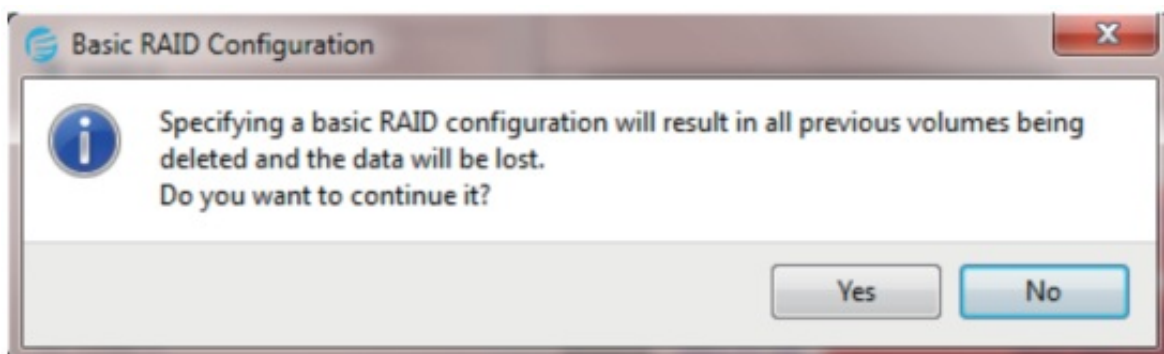 Basic RAID Configuration
Specifying a basic RAID configuration will result in all previous volumes being
deleted and the data will be lost.
Do you want to continue it?
Yes No